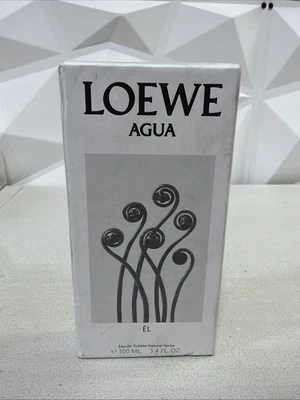 LOEWE
AGUA
ÉL
Eau de Toilette Natural Spray
℮ 100 ML 3.4 FL. OZ